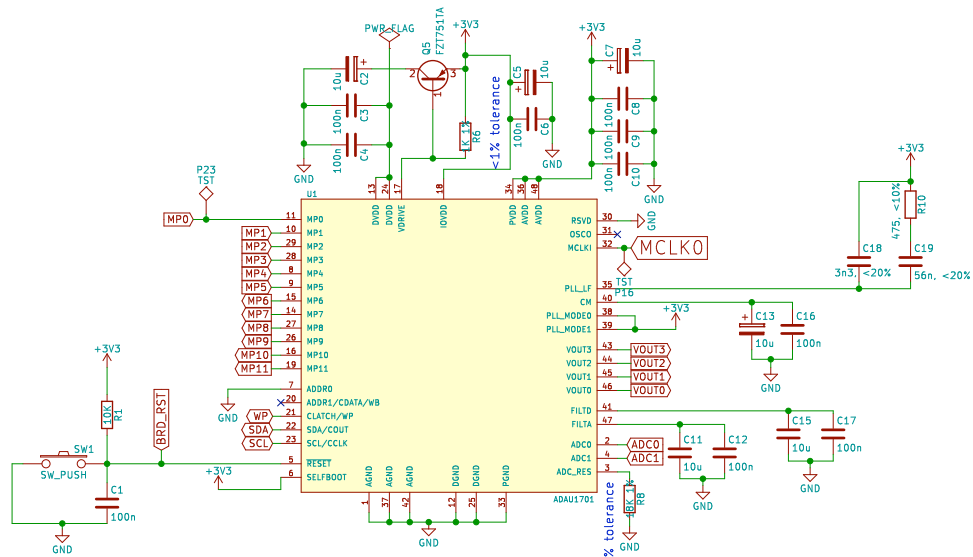 PWR_FLAG
+3V3
FZT751TA
Q5
2
3
1
10u
C2
100n
C3
100n
C4
GND
1K 1%
R6
<1% tolerance
C5
10u
100n
C6
GND
+3V3
C7
10u
100n
C8
100n
C9
100n
C10
GND
P23
TST
MP0
U1
13
24
17
18
34
36
48
DVDD
DVDD
VDRIVE
IOVDD
PVDD
AVDD
AVDD
11 MP0
MP1 10 MP1
MP2 29 MP2
MP3 28 MP3
MP4 8 MP4
MP5 9 MP5
MP6 15 MP6
MP7 14 MP7
MP8 27 MP8
MP9 26 MP9
MP10 16 MP10
MP11 19 MP11
7 ADDR0
GND
20 ADDR1/CDATA/WB
WP 21 CLATCH/WP
SDA 22 SDA/COUT
SCL 23 SCL/CCLK
5 RESET
6 SELFBOOT
+3V3
+3V3
10K
R1
BRD_RST
SW1
SW_PUSH
C1
100n
GND
AGND
AGND
AGND
DGND
DGND
PGND
1
37
42
12
25
33
GND
ADAU1701
RSVD 30
GND
OSCO 31
MCLKI 32
MCLKO
TST
P16
PLL_LF 35
CM 40
PLL_MODE0 38
PLL_MODE1 39
+3V3
VOUT3 43 VOUT3
VOUT2 44 VOUT2
VOUT1 45 VOUT1
VOUT0 46 VOUT0
FILTD 41
FILTA 47
ADC0 2 ADC0
ADC1 4 ADC1
ADC_RES 3
18K 1%
R8
% tolerance
GND
C11
10u
C12
100n
GND
C15
10u
C17
100n
GND
C13
10u
C16
100n
GND
+3V3
475, <10%
R10
C18
3n3, <20%
C19
56n, <20%